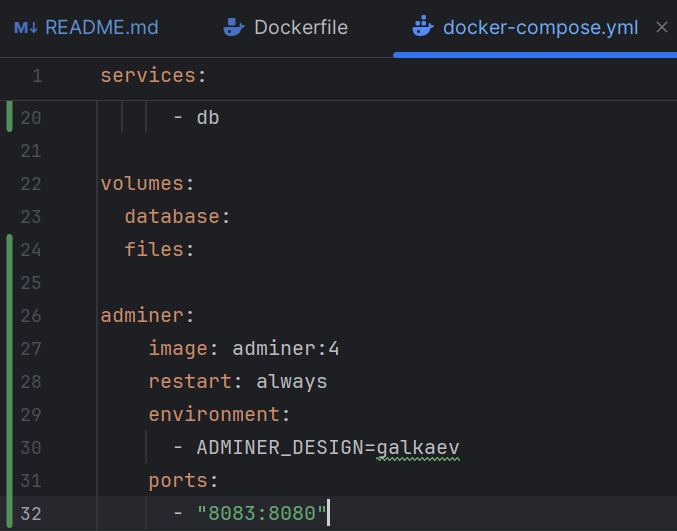 README.md Dockerfile docker-compose.yml
1 services:
20 - db
21
22 volumes:
23 database:
24 files:
25
26 adminer:
27 image: adminer:4
28 restart: always
29 environment:
30 - ADMINER_DESIGN=galkaev
31 ports:
32 - "8083:8080"